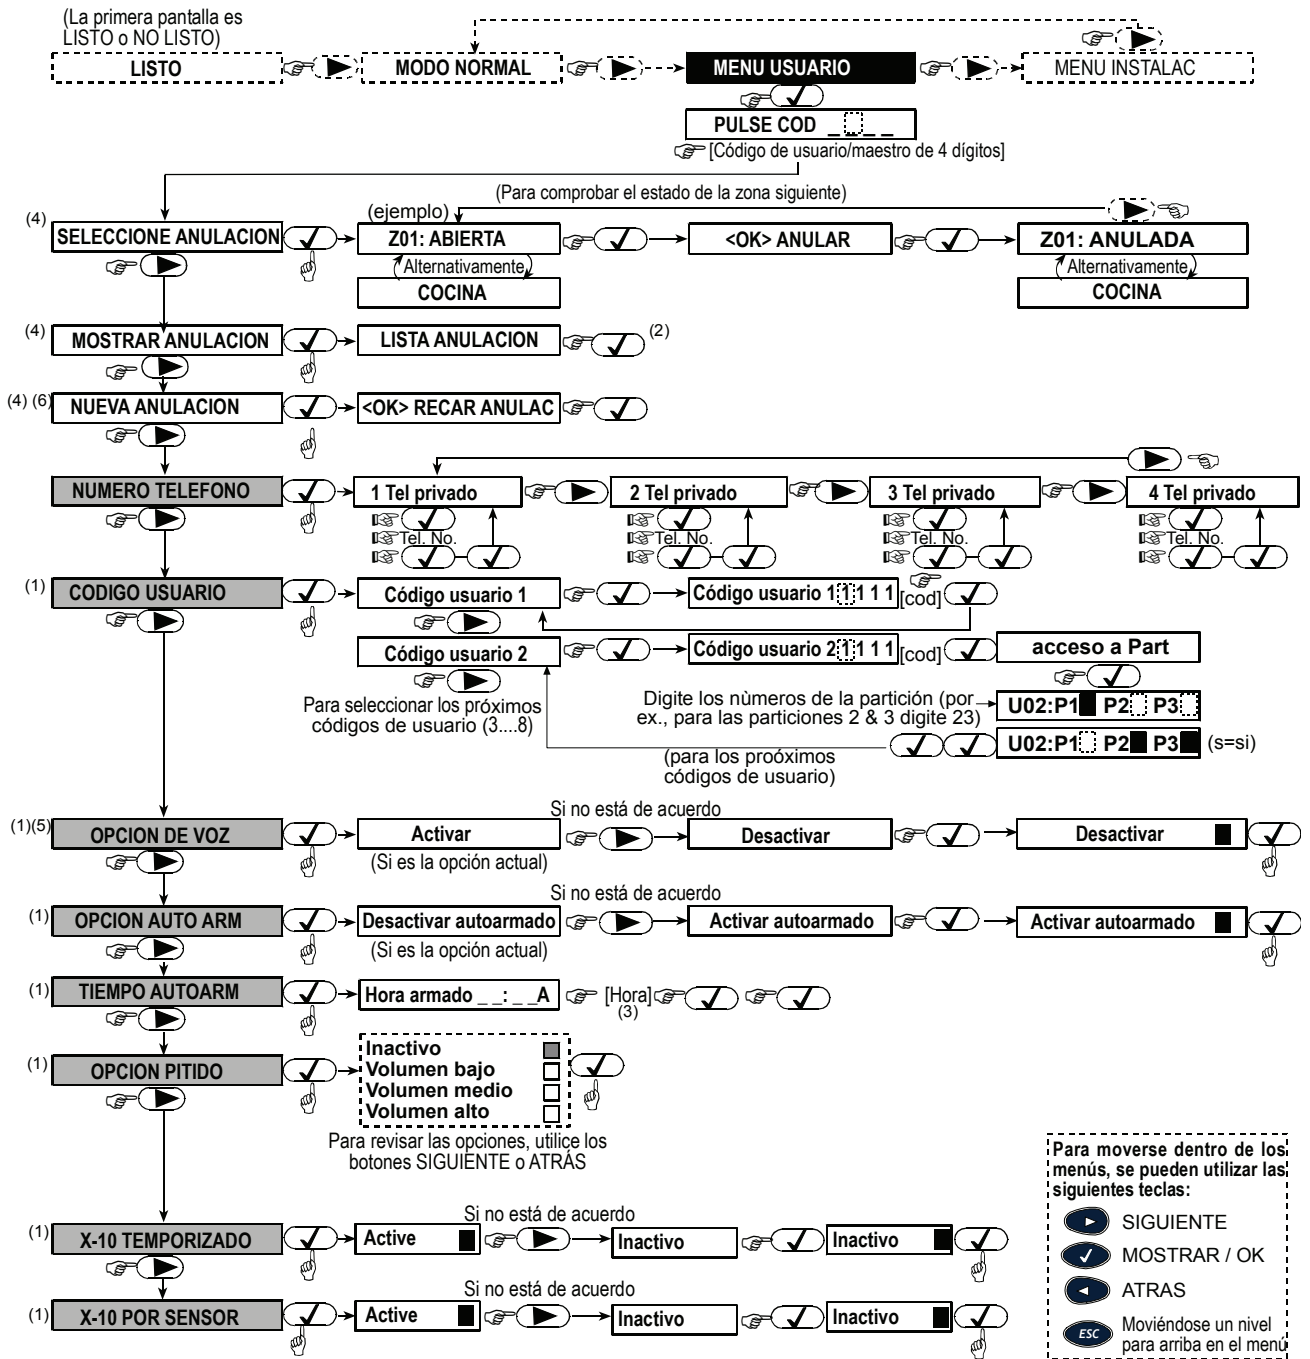 (La primera pantalla es
LISTO o NO LISTO)
LISTO
MODO NORMAL
MENU USUARIO
MENU INSTALAC
PULSE COD _ _ _ _
[Código de usuario/maestro de 4 dígitos]
(Para comprobar el estado de la zona siguiente)
(ejemplo)
(4)
SELECCIONE ANULACION
Z01: ABIERTA
<OK> ANULAR
Z01: ANULADA
Alternativamente
Alternativamente
COCINA
COCINA
(4)
MOSTRAR ANULACION
LISTA ANULACION
(2)
(4) (6)
NUEVA ANULACION
<OK> RECAR ANULAC
NUMERO TELEFONO
1 Tel privado
2 Tel privado
3 Tel privado
4 Tel privado
Tel. No.
Tel. No.
Tel. No.
Tel. No.
(1)
CODIGO USUARIO
Código usuario 1
Código usuario 1 1 1 1 1
[cod]
Código usuario 2
Código usuario 2 1 1 1 1
[cod]
acceso a Part
Para seleccionar los próximos
códigos de usuario (3....8)
Digite los nùmeros de la partición (por
ex., para las particiones 2 & 3 digite 23)
U02:P1 P2 P3
U02:P1 P2 P3
(s=si)
(para los proóximos
códigos de usuario)
Si no está de acuerdo
(1)(5)
OPCION DE VOZ
Activar
Desactivar
Desactivar
(Si es la opción actual)
Si no está de acuerdo
(1)
OPCION AUTO ARM
Desactivar autoarmado
Activar autoarmado
Activar autoarmado
(Si es la opción actual)
(1)
TIEMPO AUTOARM
Hora armado _ _: _ _A
[Hora]
(3)
(1)
OPCION PITIDO
Inactivo
Volumen bajo
Volumen medio
Volumen alto
Para revisar las opciones, utilice los
botones SIGUIENTE o ATRÁS
Si no está de acuerdo
(1)
X-10 TEMPORIZADO
Active
Inactivo
Inactivo
Si no está de acuerdo
(1)
X-10 POR SENSOR
Active
Inactivo
Inactivo
Para moverse dentro de los
menús, se pueden utilizar las
siguientes teclas:
SIGUIENTE
MOSTRAR / OK
ATRAS
ESC
Moviéndose un nivel
para arriba en el menú